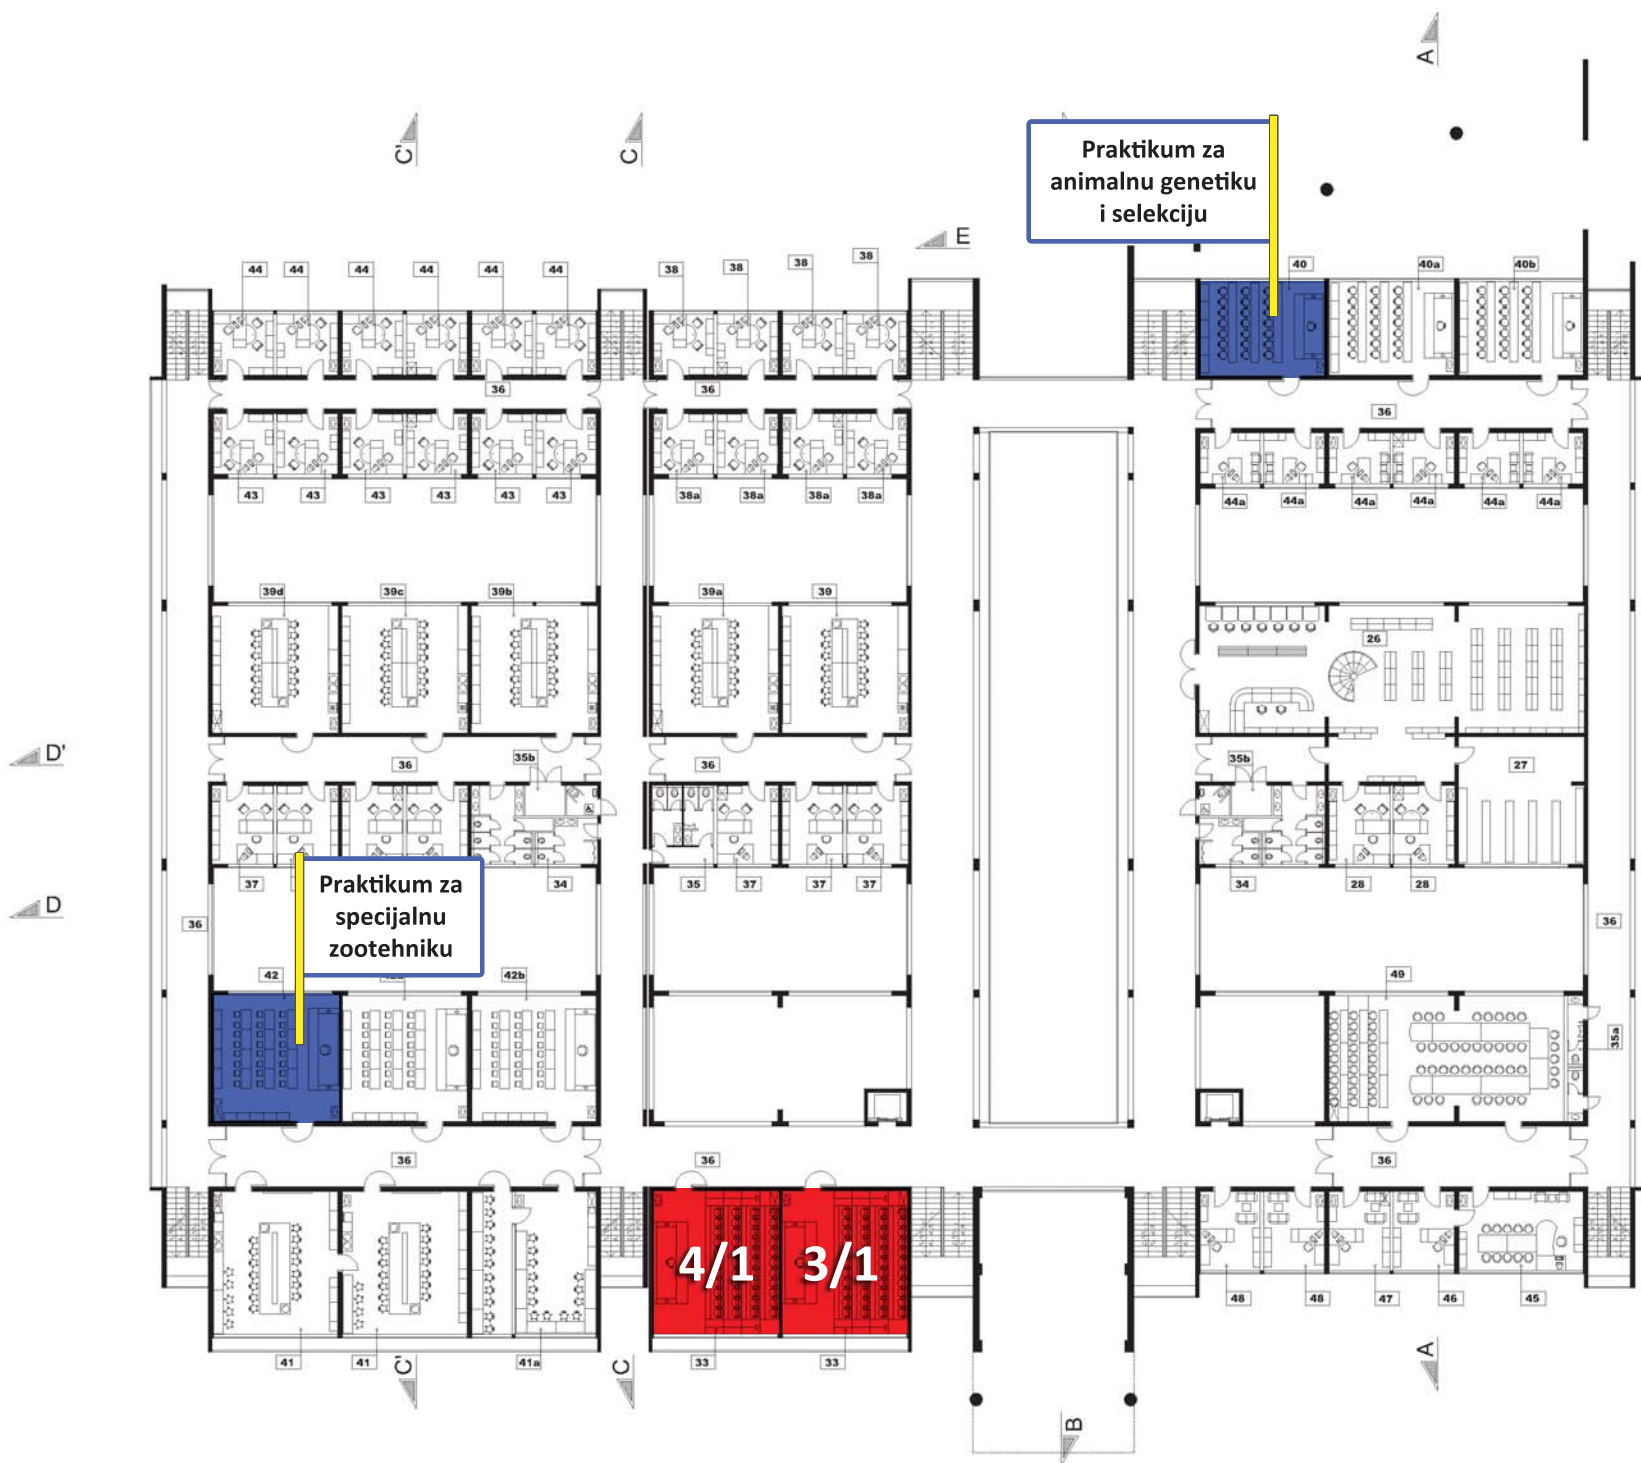 A
C'
C
Praktikum za
animalnu genetiku
i selekciju
E
44 44 44 44 44 44 38 38 38 38 40 40a 40b
36 36 36
43 43 43 43 43 43 38a 38a 38a 38a 44a 44a 44a 44a 44a 44a
39d 39c 39b 39a 39 26
D' 36 35b 36 35b 27
37 34 35 37 37 37 34 28 28
Praktikum za
specijalnu
zootehniku
D 36 36
42 42b 49
35a
36 36 36
4/1 3/1
48 48 47 46 45
41 41 41a 33 33
C' C A
B